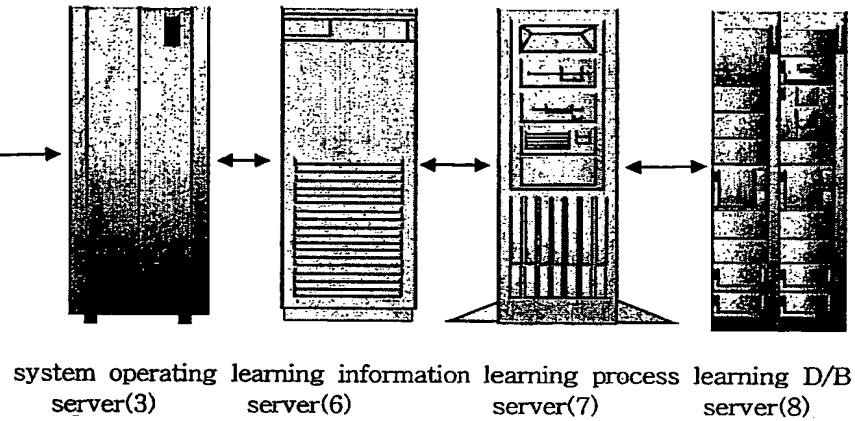 system operating learning information learning process learning D/B
server(3) server(6) server(7) server(8)